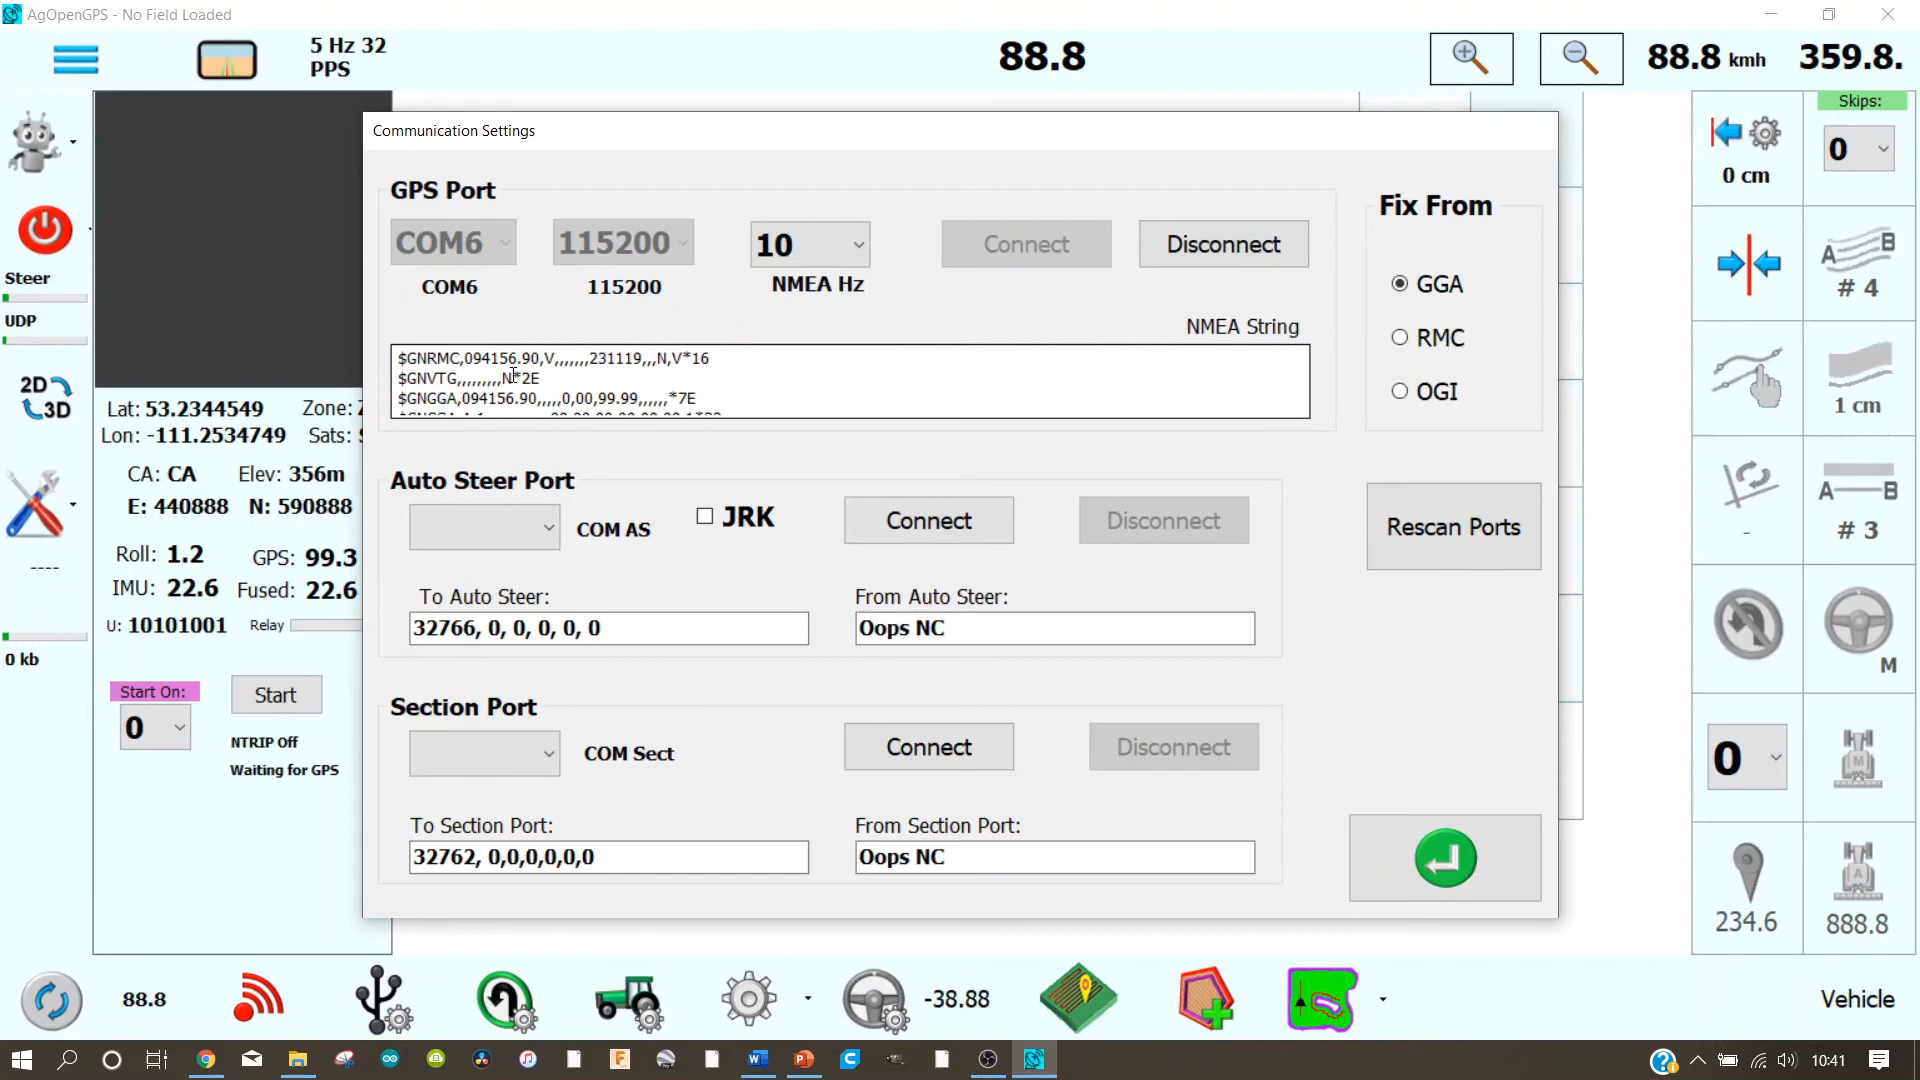 AgOpenGPS - No Field Loaded
5 Hz 32
PPS
88.8
88.8 kmh
359.8.
Steer
UDP
2D
3D
----
0 kb
Lat: 53.2344549 Zone:
Lon: -111.2534749 Sats:
CA: CA Elev: 356m
E: 440888 N: 590888
Roll: 1.2 GPS: 99.3
IMU: 22.6 Fused: 22.6
U: 10101001 Relay
Start On:
0
Start
NTRIP Off
Waiting for GPS
Communication Settings
GPS Port
COM6 115200 10 Connect Disconnect
COM6 115200 NMEA Hz
NMEA String
$GNRMC,094156.90,V,,,,,,,231119,,,N,V*16
$GNVTG,,,,,,,,,N*2E
$GNGGA,094156.90,,,,,0,00,99.99,,,,,,*7E
Fix From
GGA
RMC
OGI
Auto Steer Port
COM AS JRK Connect Disconnect
To Auto Steer: From Auto Steer:
32766, 0, 0, 0, 0, 0 Oops NC
Rescan Ports
Section Port
COM Sect Connect Disconnect
To Section Port: From Section Port:
32762, 0,0,0,0,0,0 Oops NC
Skips:
0 cm 0
A B
# 4
1 cm
A B
- # 3
M
0 M
A
234.6 888.8
88.8 -38.88 Vehicle
10:41